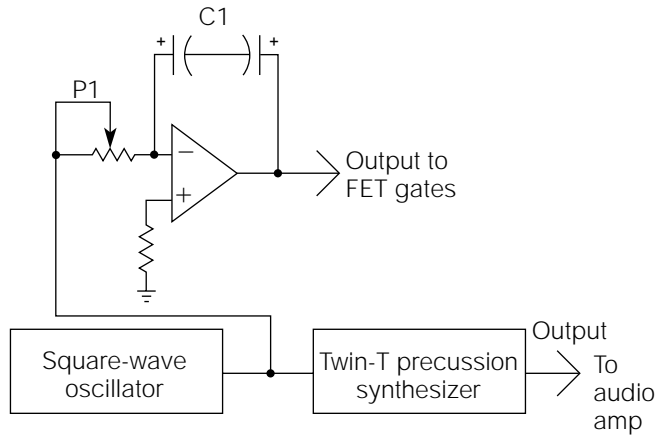 C1
+ +
P1
−
+
Output to
FET gates
Output
Square-wave
oscillator
Twin-T precussion
synthesizer
To
audio
amp